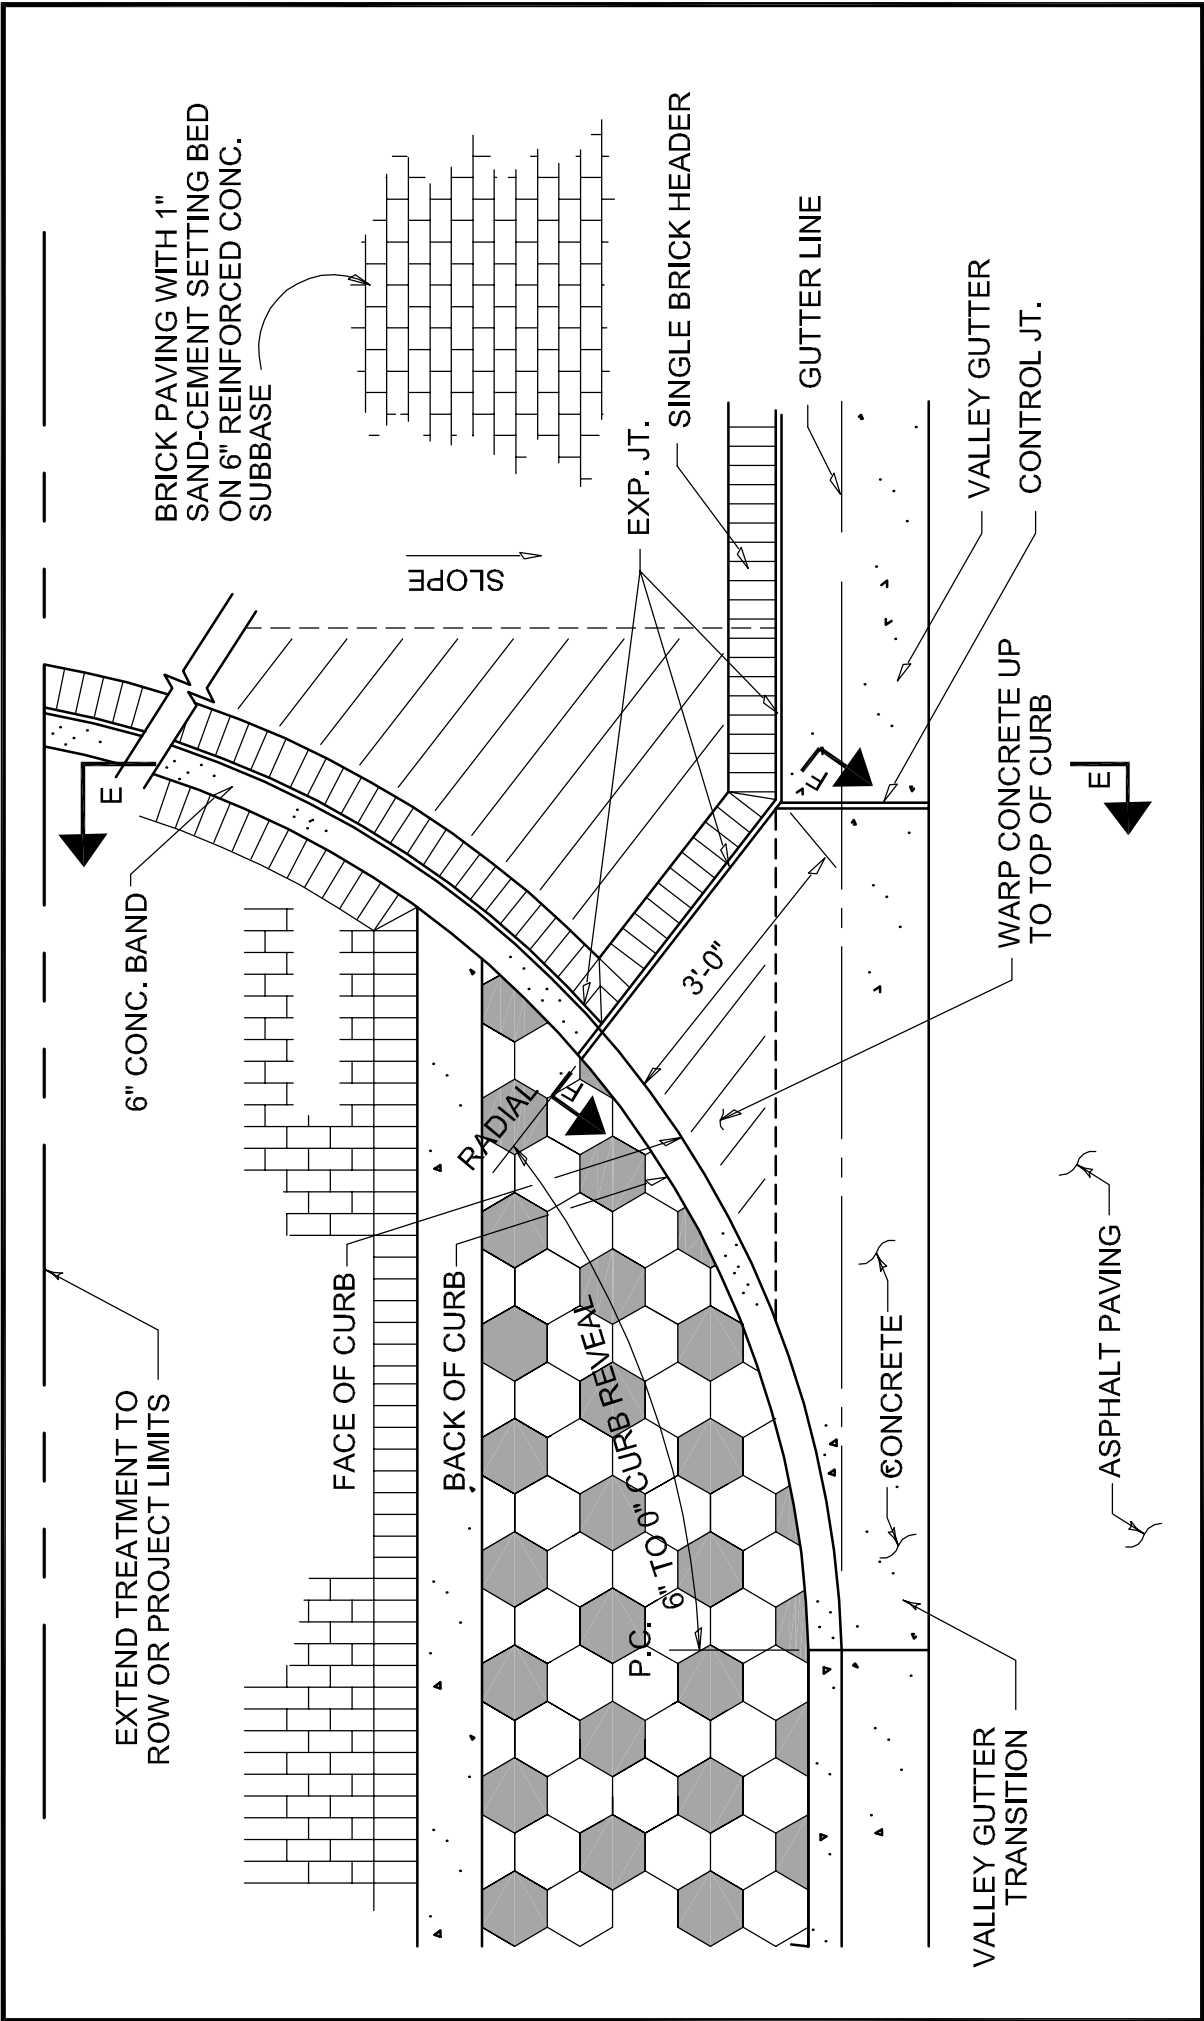 EXTEND TREATMENT TO
ROW OR PROJECT LIMITS
6" CONC. BAND
E
BRICK PAVING WITH 1"
SAND-CEMENT SETTING BED
ON 6" REINFORCED CONC.
SUBBASE
FACE OF CURB
BACK OF CURB
RADIAL
F
SLOPE
EXP. JT.
SINGLE BRICK HEADER
P.C.
6" TO 0" CURB REVEAL
3'-0"
F
GUTTER LINE
CONCRETE
VALLEY GUTTER
CONTROL JT.
VALLEY GUTTER
TRANSITION
WARP CONCRETE UP
TO TOP OF CURB
ASPHALT PAVING
E